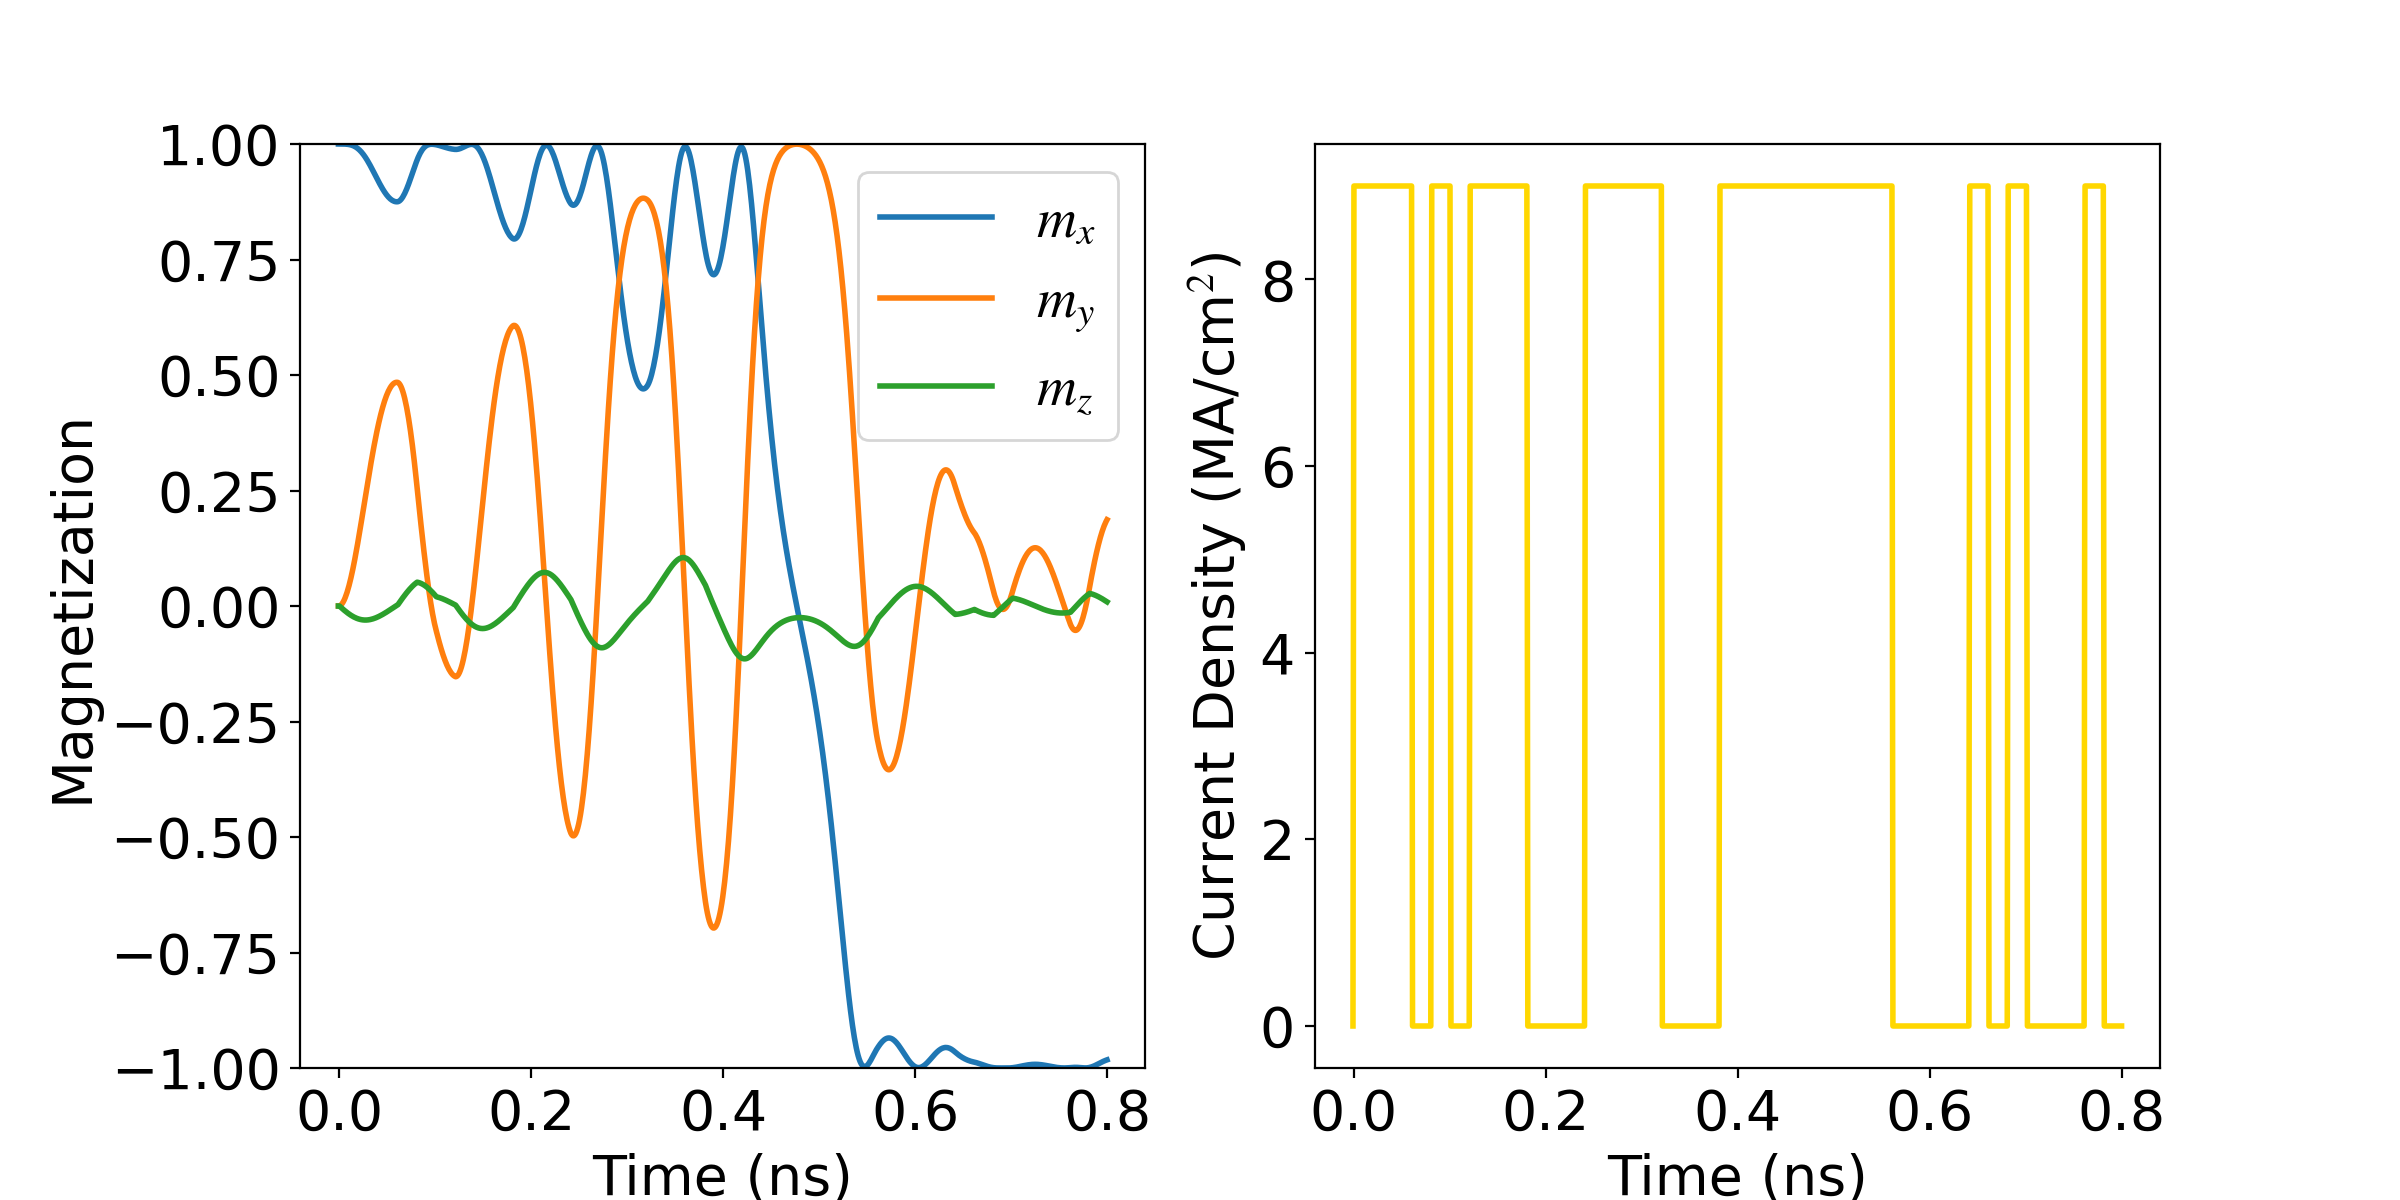 Magnetization
1.00
0.75
0.50
0.25
0.00
−0.25
−0.50
−0.75
−1.00
0.0 0.2 0.4 0.6 0.8
Time (ns)
m_x
m_y
m_z
Current Density (MA/cm²)
8
6
4
2
0
0.0 0.2 0.4 0.6 0.8
Time (ns)